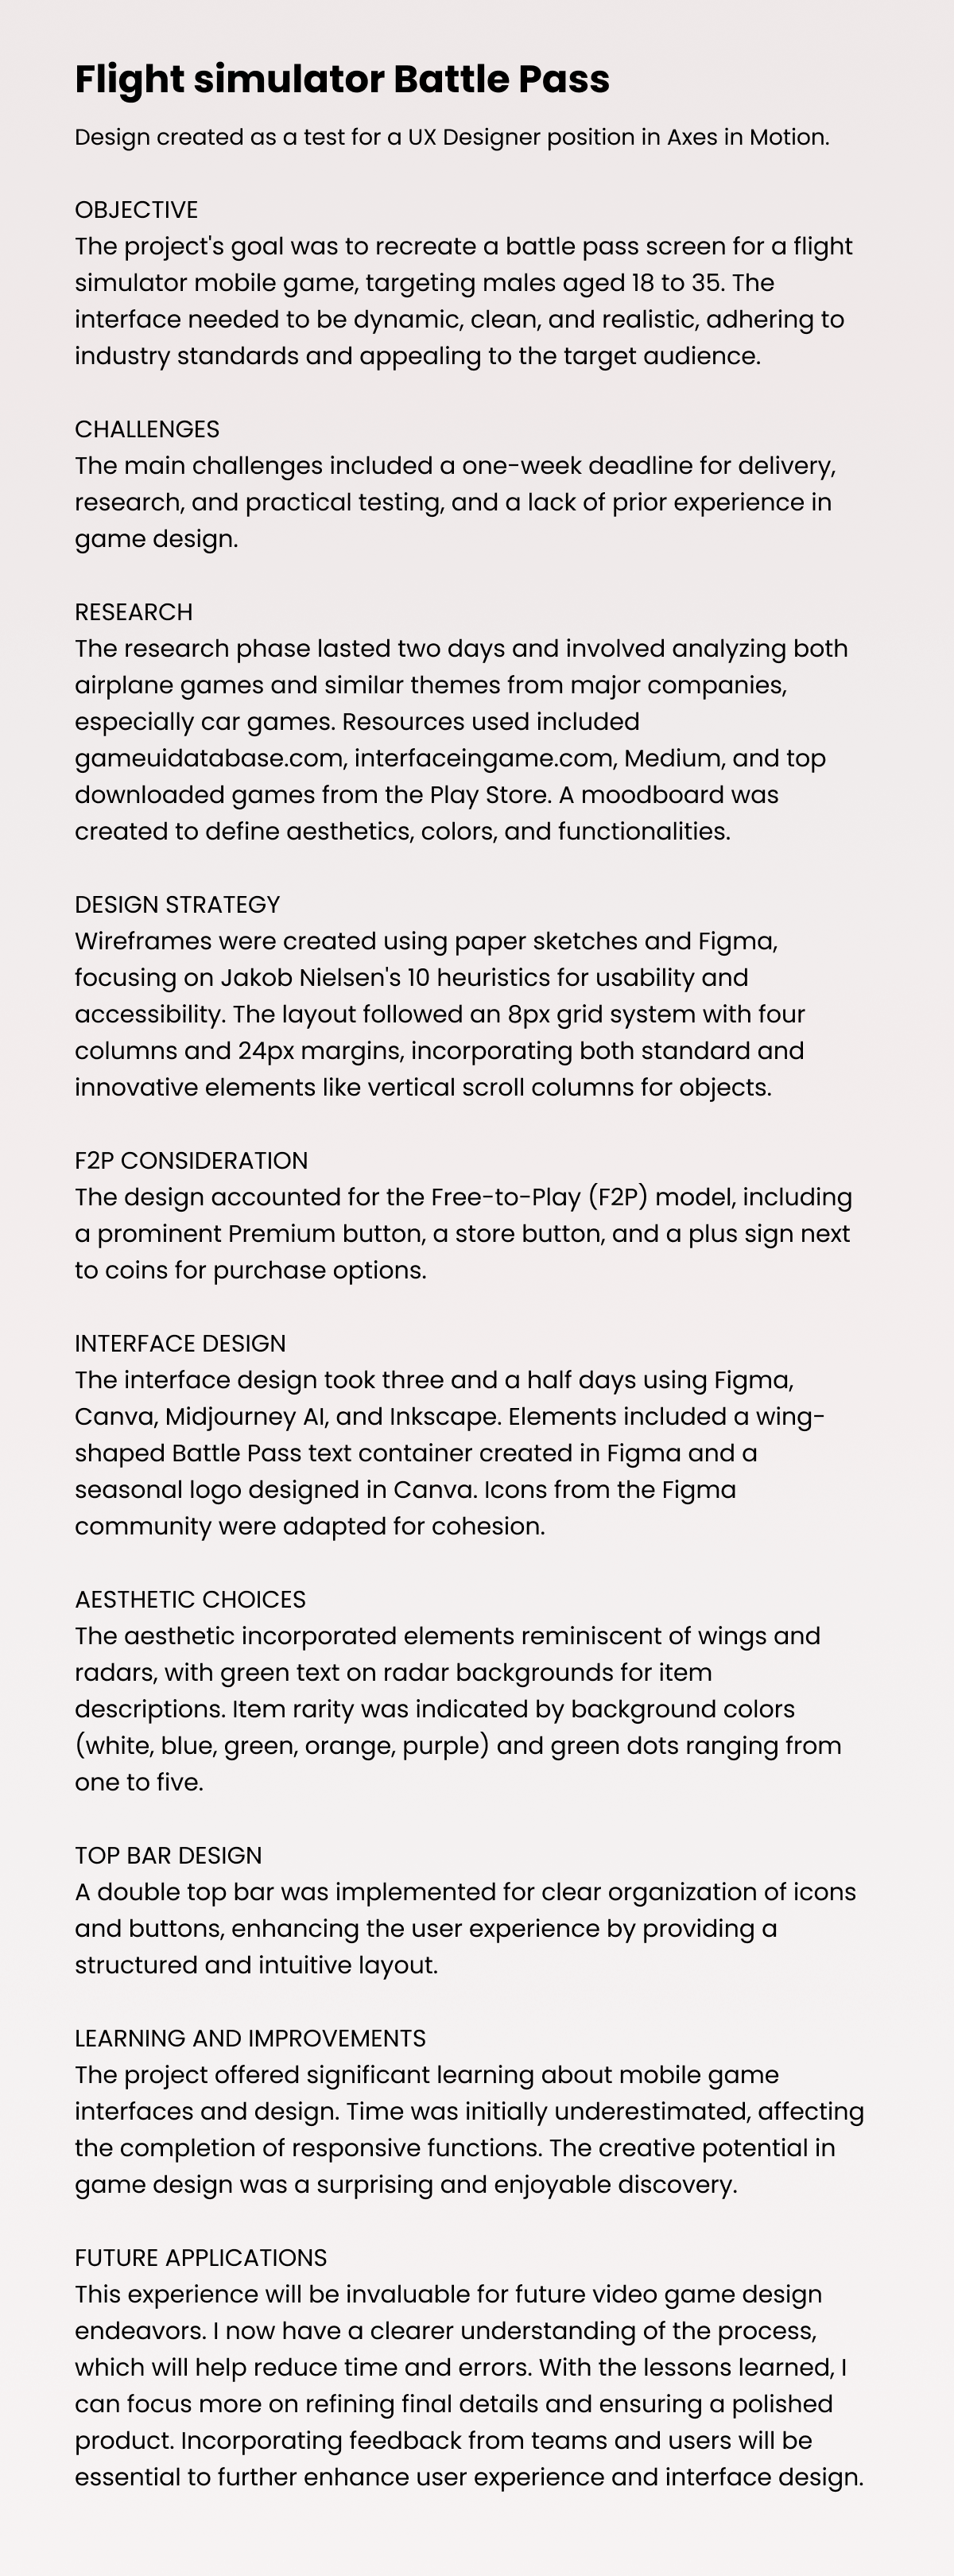 Flight simulator Battle Pass
Design created as a test for a UX Designer position in Axes in Motion.
OBJECTIVE
The project's goal was to recreate a battle pass screen for a flight
simulator mobile game, targeting males aged 18 to 35. The
interface needed to be dynamic, clean, and realistic, adhering to
industry standards and appealing to the target audience.
CHALLENGES
The main challenges included a one-week deadline for delivery,
research, and practical testing, and a lack of prior experience in
game design.
RESEARCH
The research phase lasted two days and involved analyzing both
airplane games and similar themes from major companies,
especially car games. Resources used included
gameuidatabase.com, interfaceingame.com, Medium, and top
downloaded games from the Play Store. A moodboard was
created to define aesthetics, colors, and functionalities.
DESIGN STRATEGY
Wireframes were created using paper sketches and Figma,
focusing on Jakob Nielsen's 10 heuristics for usability and
accessibility. The layout followed an 8px grid system with four
columns and 24px margins, incorporating both standard and
innovative elements like vertical scroll columns for objects.
F2P CONSIDERATION
The design accounted for the Free-to-Play (F2P) model, including
a prominent Premium button, a store button, and a plus sign next
to coins for purchase options.
INTERFACE DESIGN
The interface design took three and a half days using Figma,
Canva, Midjourney AI, and Inkscape. Elements included a wing-
shaped Battle Pass text container created in Figma and a
seasonal logo designed in Canva. Icons from the Figma
community were adapted for cohesion.
AESTHETIC CHOICES
The aesthetic incorporated elements reminiscent of wings and
radars, with green text on radar backgrounds for item
descriptions. Item rarity was indicated by background colors
(white, blue, green, orange, purple) and green dots ranging from
one to five.
TOP BAR DESIGN
A double top bar was implemented for clear organization of icons
and buttons, enhancing the user experience by providing a
structured and intuitive layout.
LEARNING AND IMPROVEMENTS
The project offered significant learning about mobile game
interfaces and design. Time was initially underestimated, affecting
the completion of responsive functions. The creative potential in
game design was a surprising and enjoyable discovery.
FUTURE APPLICATIONS
This experience will be invaluable for future video game design
endeavors. I now have a clearer understanding of the process,
which will help reduce time and errors. With the lessons learned, I
can focus more on refining final details and ensuring a polished
product. Incorporating feedback from teams and users will be
essential to further enhance user experience and interface design.